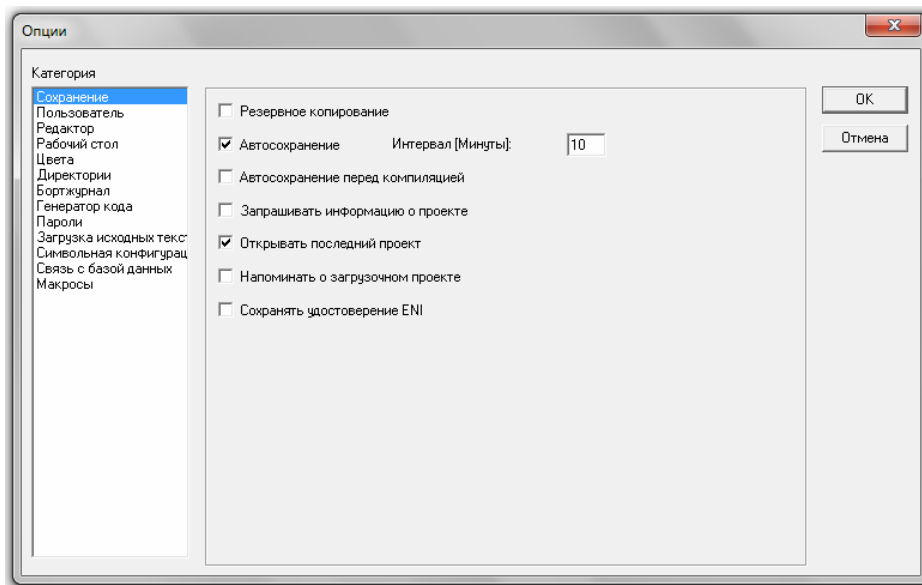 Опции
Категория
Сохранение
Пользователь
Редактор
Рабочий стол
Цвета
Директории
Бортжурнал
Генератор кода
Пароли
Загрузка исходных текс
Символьная конфигурац
Связь с базой данных
Макросы
Резервное копирование
Автосохранение Интервал [Минуты]: 10
Автосохранение перед компиляцией
Запрашивать информацию о проекте
Открывать последний проект
Напоминать о загрузочном проекте
Сохранять удостоверение ENI
OK
Отмена